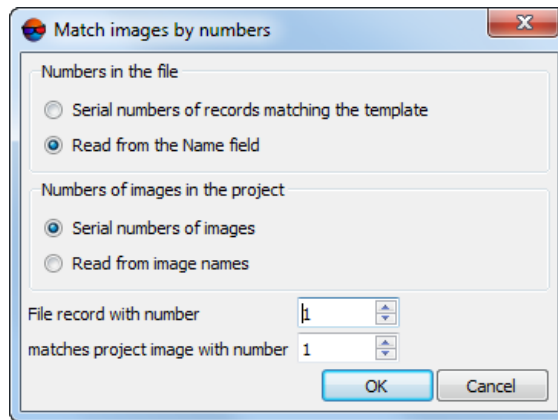 Match images by numbers
Numbers in the file
Serial numbers of records matching the template
Read from the Name field
Numbers of images in the project
Serial numbers of images
Read from image names
File record with number 1
matches project image with number 1
OK Cancel